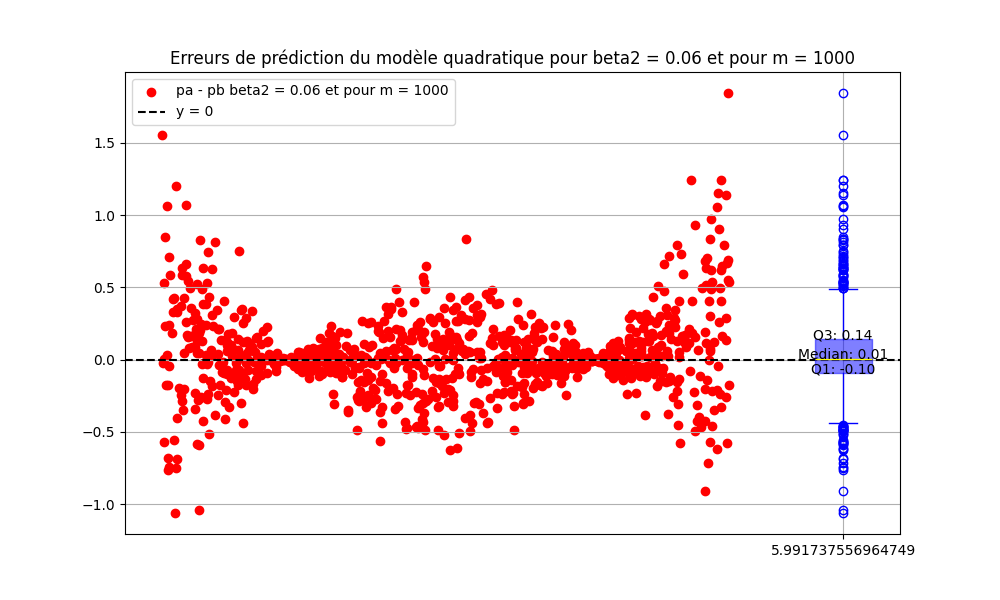 Erreurs de prédiction du modèle quadratique pour beta2 = 0.06 et pour m = 1000
pa - pb beta2 = 0.06 et pour m = 1000
y = 0
1.5
1.0
0.5
0.0
−0.5
−1.0
Q3: 0.14
Median: 0.01
Q1: -0.10
5.991737556964749